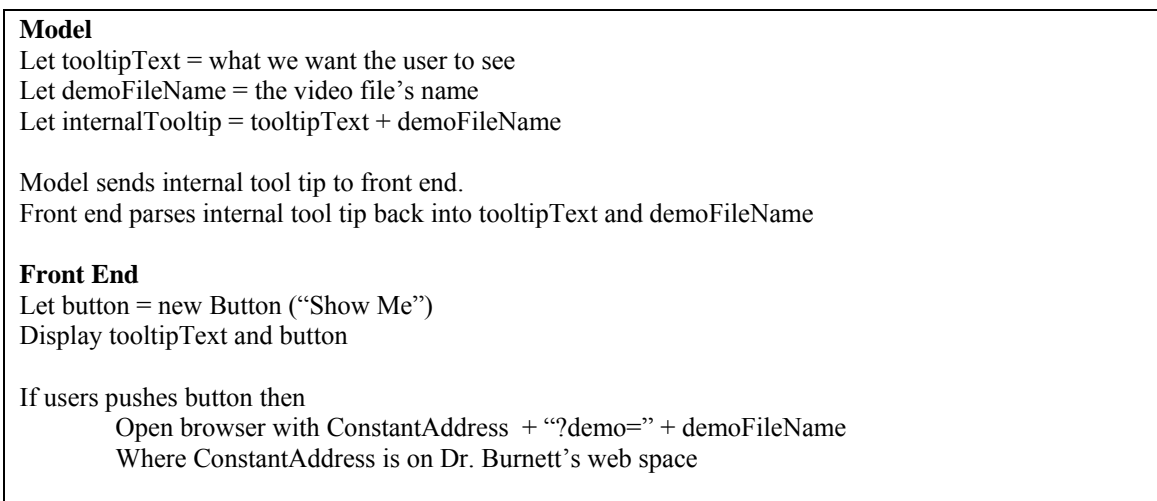 Model
Let tooltipText = what we want the user to see
Let demoFileName = the video file’s name
Let internalTooltip = tooltipText + demoFileName
Model sends internal tool tip to front end.
Front end parses internal tool tip back into tooltipText and demoFileName
Front End
Let button = new Button (“Show Me”)
Display tooltipText and button
If users pushes button then
Open browser with ConstantAddress + “?demo=” + demoFileName
Where ConstantAddress is on Dr. Burnett’s web space